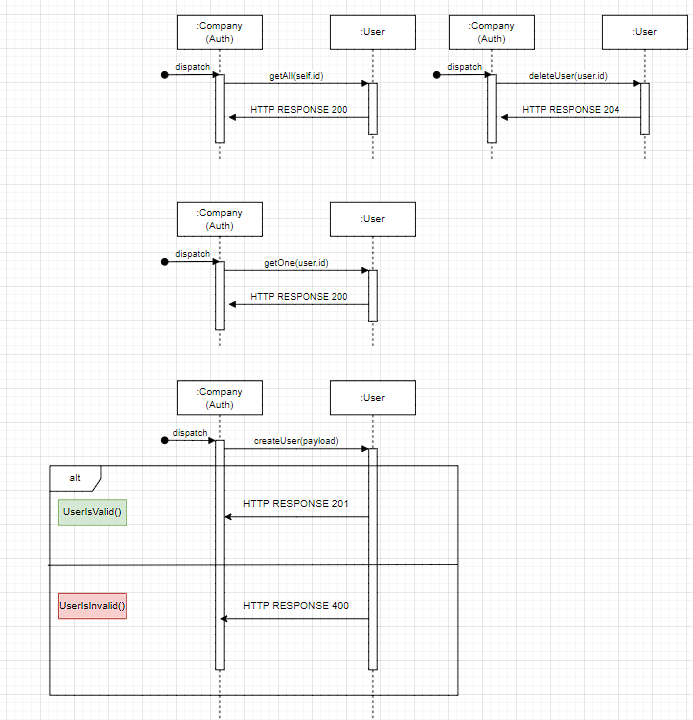 :Company
(Auth)
:User
dispatch
getAll(self.id)
HTTP RESPONSE 200
:Company
(Auth)
:User
dispatch
deleteUser(user.id)
HTTP RESPONSE 204
:Company
(Auth)
:User
dispatch
getOne(user.id)
HTTP RESPONSE 200
:Company
(Auth)
:User
dispatch
createUser(payload)
alt
UserIsValid()
HTTP RESPONSE 201
UserIsInvalid()
HTTP RESPONSE 400